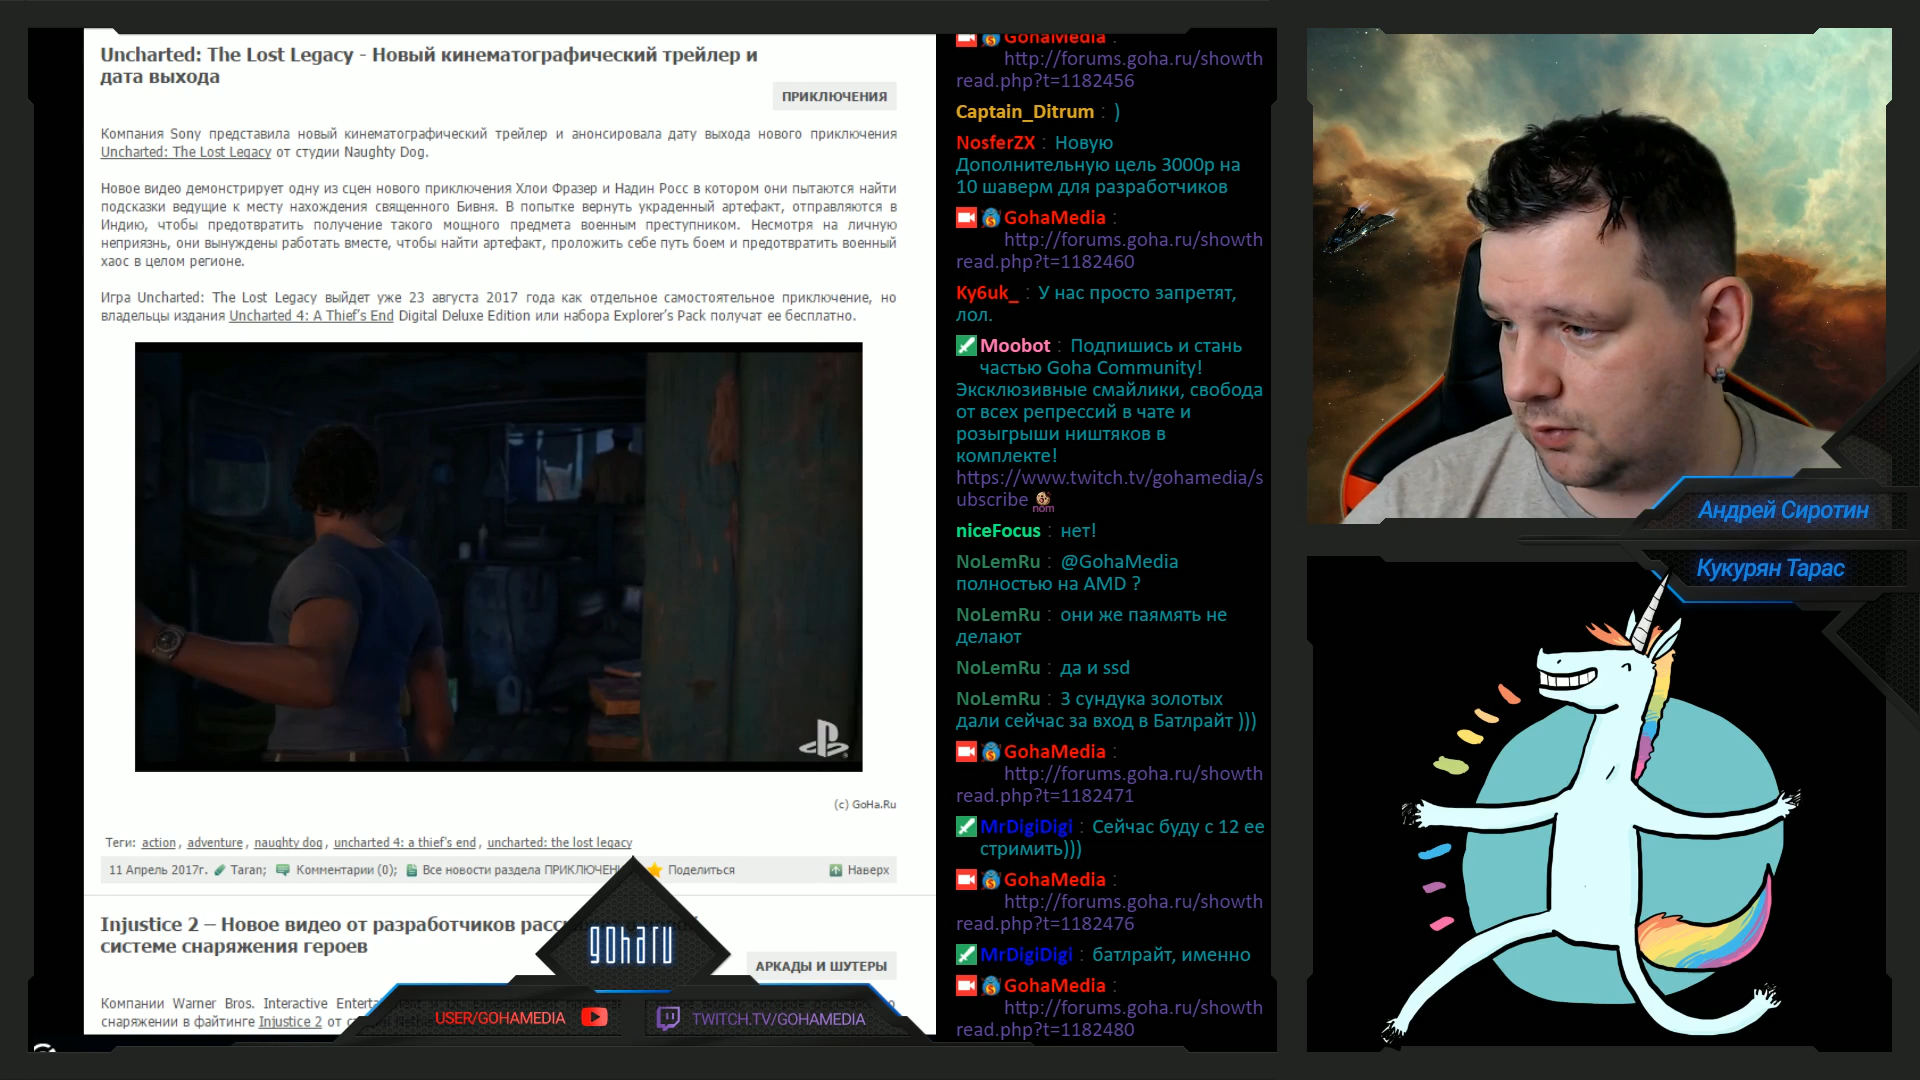 Uncharted: The Lost Legacy - Новый кинематографический трейлер и
дата выхода
ПРИКЛЮЧЕНИЯ
Компания Sony представила новый кинематографический трейлер и анонсировала дату выхода нового приключения
Uncharted: The Lost Legacy от студии Naughty Dog.
Новое видео демонстрирует одну из сцен нового приключения Хлои Фразер и Надин Росс в котором они пытаются найти
подсказки ведущие к месту нахождения священного Бивня. В попытке вернуть украденный артефакт, отправляются в
Индию, чтобы предотвратить получение такого мощного предмета военным преступником. Несмотря на личную
неприязнь, они вынуждены работать вместе, чтобы найти артефакт, проложить себе путь боем и предотвратить военный
хаос в целом регионе.
Игра Uncharted: The Lost Legacy выйдет уже 23 августа 2017 года как отдельное самостоятельное приключение, но
владельцы издания Uncharted 4: A Thief's End Digital Deluxe Edition или набора Explorer's Pack получат ее бесплатно.
(c) GoHa.Ru
Теги: action, adventure, naughty dog, uncharted 4: a thief's end, uncharted: the lost legacy
11 Апрель 2017г. Taran; Комментарии (0); Все новости раздела Поделиться Наверх
Injustice 2 – Новое видео от разработчиков
системе снаряжения героев
АРКАДЫ И ШУТЕРЫ
Компании Warner Bros. Interactive
снаряжении в файтинге Injustice 2 от
goharu
USER/GOHAMEDIA
TWITCH.TV/GOHAMEDIA
GohaMedia :
http://forums.goha.ru/showth
read.php?t=1182456
Captain_Ditrum : )
NosferZX : Новую
Дополнительную цель 3000р на
10 шаверм для разработчиков
GohaMedia :
http://forums.goha.ru/showth
read.php?t=1182460
Ky6uk_ : У нас просто запретят,
лол.
Moobot : Подпишись и стань
частью Goha Community!
Эксклюзивные смайлики, свобода
от всех репрессий в чате и
розыгрыши ништяков в
комплекте!
https://www.twitch.tv/gohamedia/s
ubscribe nom
niceFocus : нет!
NoLemRu : @GohaMedia
полностью на AMD ?
NoLemRu : они же паямять не
делают
NoLemRu : да и ssd
NoLemRu : 3 сундука золотых
дали сейчас за вход в Батлрайт )))
GohaMedia :
http://forums.goha.ru/showth
read.php?t=1182471
MrDigiDigi : Сейчас буду с 12 ее
стримить)))
GohaMedia :
http://forums.goha.ru/showth
read.php?t=1182476
MrDigiDigi : батлрайт, именно
GohaMedia :
http://forums.goha.ru/showth
read.php?t=1182480
Андрей Сиротин
Кукурян Тарас